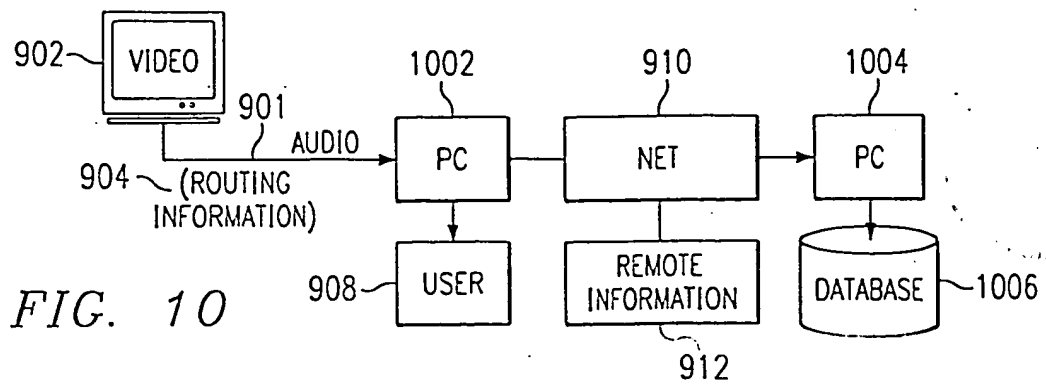 902
VIDEO
901
AUDIO
904
(ROUTING
INFORMATION)
1002
PC
910
NET
1004
PC
908
USER
REMOTE
INFORMATION
912
DATABASE
1006
FIG. 10